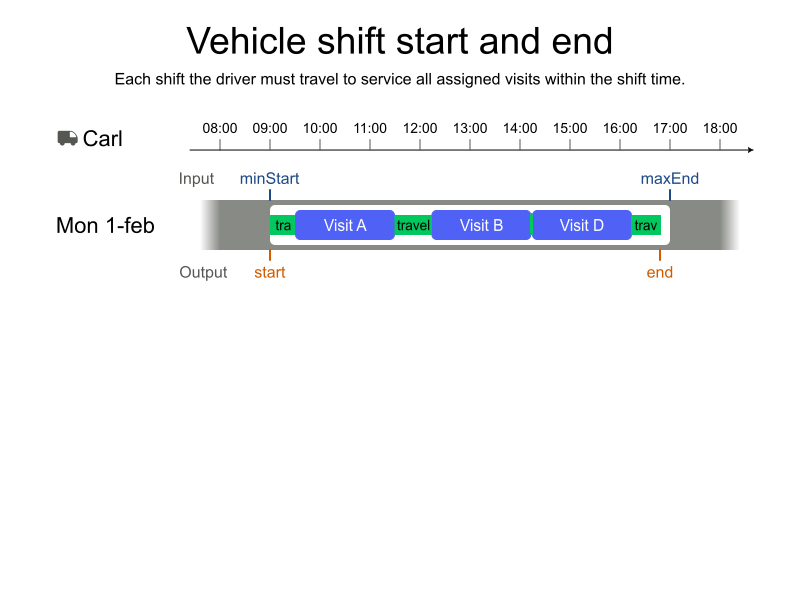 Vehicle shift start and end
Each shift the driver must travel to service all assigned visits within the shift time.
08:00 09:00 10:00 11:00 12:00 13:00 14:00 15:00 16:00 17:00 18:00
Carl
Input minStart maxEnd
Mon 1-feb tra Visit A travel Visit B Visit D trav
Output start end